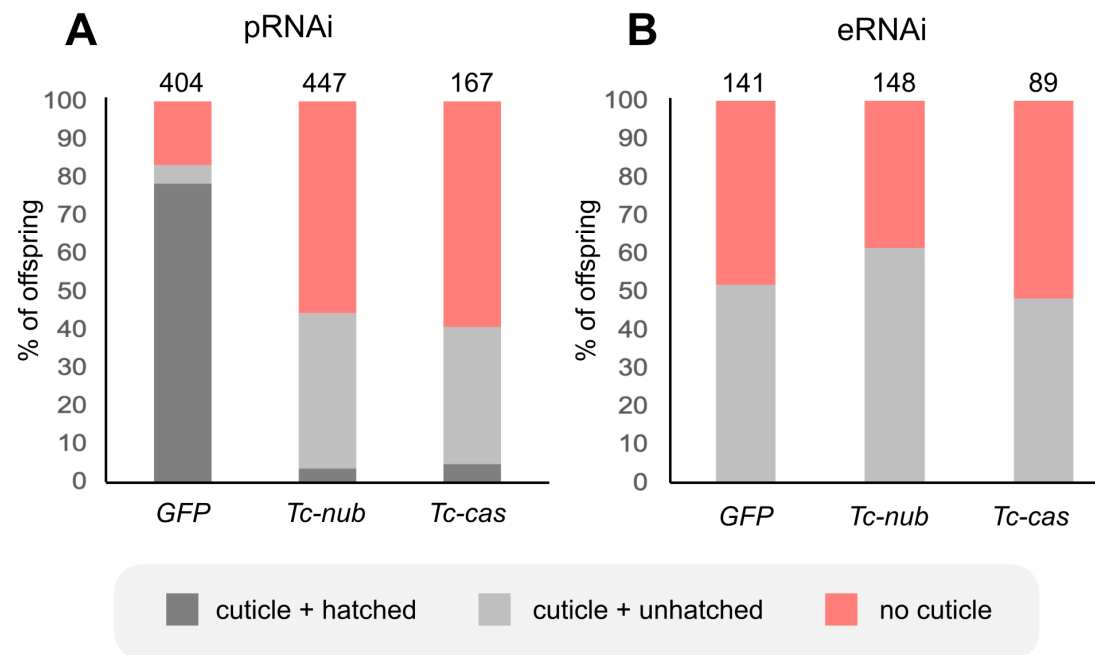 A
pRNAi
404 447 167
% of offspring
100
90
80
70
60
50
40
30
20
10
0
GFP Tc-nub Tc-cas
B
eRNAi
141 148 89
% of offspring
100
90
80
70
60
50
40
30
20
10
0
GFP Tc-nub Tc-cas
cuticle + hatched cuticle + unhatched no cuticle